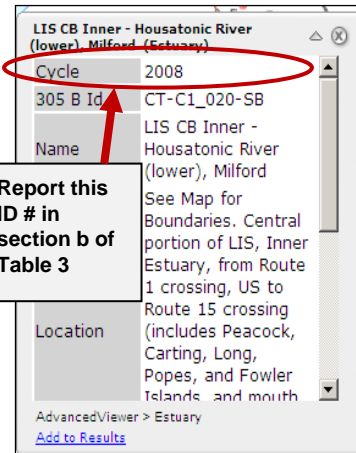 LIS CB Inner - Housatonic River
(lower), Milford (Estuary)
Cycle 2008
305 B Id CT-C1_020-SB
Name
LIS CB Inner -
Housatonic River
(lower), Milford
Report this
ID # in
section b of
Table 3
Location
See Map for
Boundaries. Central
portion of LIS, Inner
Estuary, from Route
1 crossing, US to
Route 15 crossing
(includes Peacock,
Carting, Long,
Popes, and Fowler
Islands, and mouth
AdvancedViewer > Estuary
Add to Results